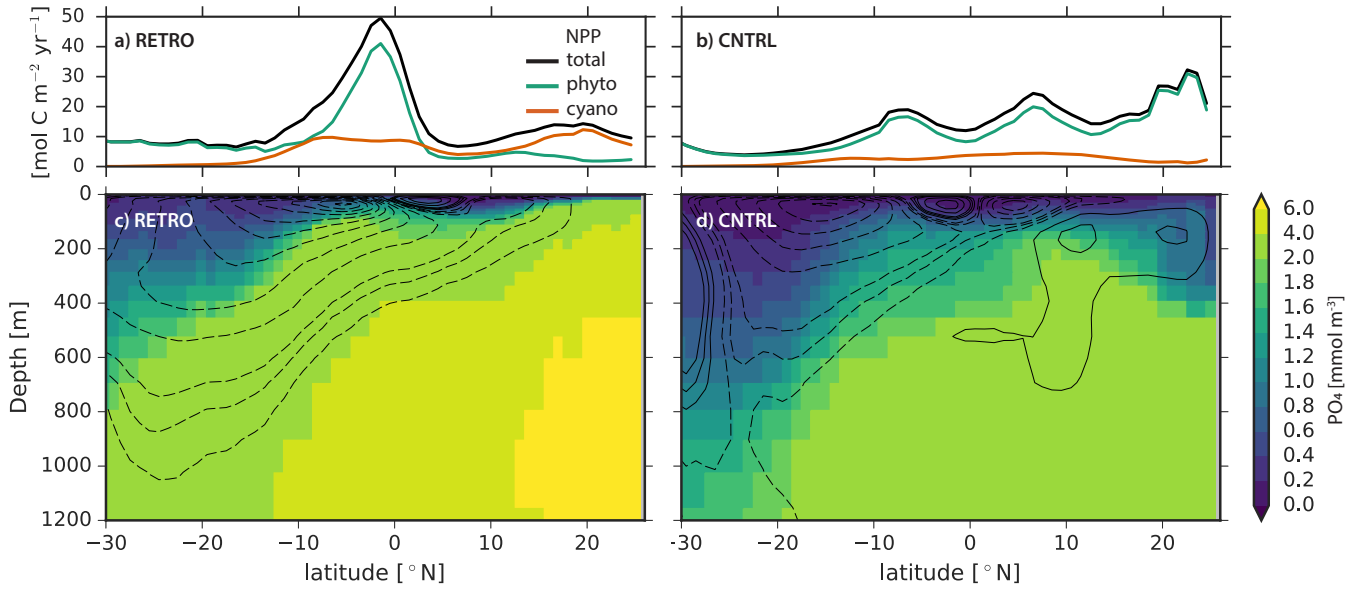 [mol C m⁻² yr⁻¹]
50
40
30
20
10
0
a) RETRO
NPP
total
phyto
cyano
b) CNTRL
Depth [m]
0
200
400
600
800
1000
1200
c) RETRO
−30 −20 −10 0 10 20
latitude [°N]
d) CNTRL
−30 −20 −10 0 10 20
latitude [°N]
6.0
4.0
2.0
1.8
1.6
1.4
1.2
1.0
0.8
0.6
0.4
0.2
0.0
PO₄ [mmol m⁻³]